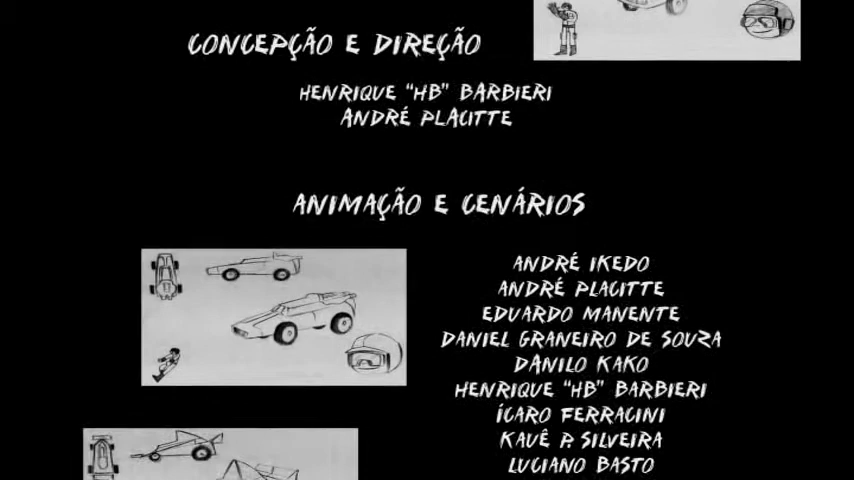 CONCEPÇÃO E DIREÇÃO
HENRIQUE "HB" BARBIERI
ANDRÉ PLACITTE
ANIMAÇÃO E CENÁRIOS
ANDRÉ IKEDO
ANDRÉ PLACITTE
EDUARDO MANENTE
DANIEL GRANEIRO DE SOUZA
DANILO KAKO
HENRIQUE "HB" BARBIERI
ÍCARO FERRACINI
KAUÊ P. SILVEIRA
LUCIANO BASTO